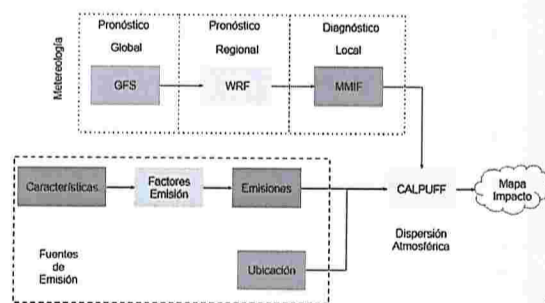 Pronóstico
Global
Pronóstico
Regional
Diagnóstico
Local
Metereología
GFS
WRF
MMIF
Características
Factores
Emisión
Emisiones
CALPUFF
Mapa
Impacto
Dispersión
Atmosférica
Fuentes
de
Emisión
Ubicación